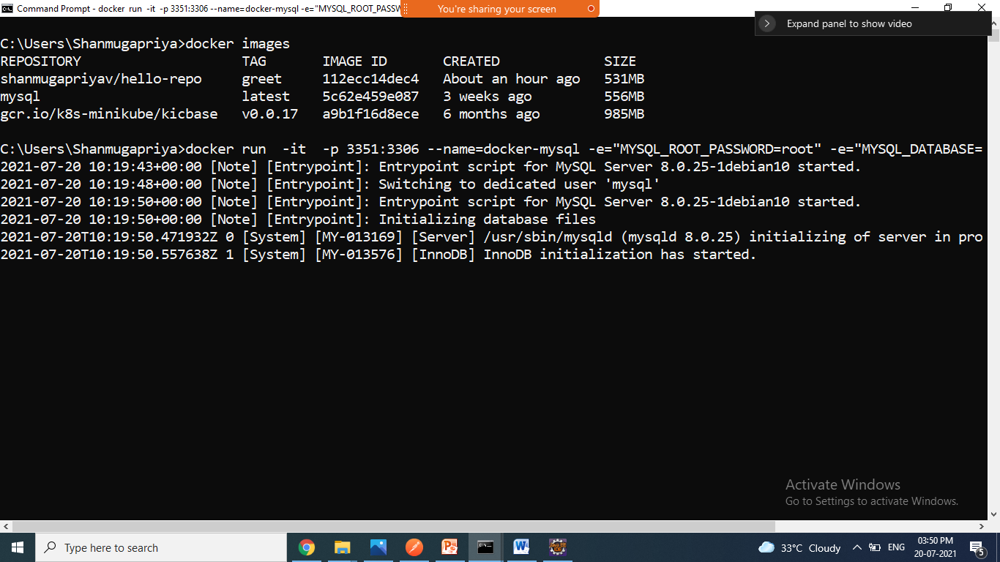 Command Prompt - docker run -it -p 3351:3306 --name=docker-mysql -e="MYSQL_ROOT_PASSW
You're sharing your screen
Expand panel to show video
C:\Users\Shanmugapriya>docker images
REPOSITORY TAG IMAGE ID CREATED SIZE
shanmugapriyav/hello-repo greet 112ecc14dec4 About an hour ago 531MB
mysql latest 5c62e459e087 3 weeks ago 556MB
gcr.io/k8s-minikube/kicbase v0.0.17 a9b1f16d8ece 6 months ago 985MB
C:\Users\Shanmugapriya>docker run  -it  -p 3351:3306 --name=docker-mysql -e="MYSQL_ROOT_PASSWORD=root" -e="MYSQL_DATABASE=
2021-07-20 10:19:43+00:00 [Note] [Entrypoint]: Entrypoint script for MySQL Server 8.0.25-1debian10 started.
2021-07-20 10:19:48+00:00 [Note] [Entrypoint]: Switching to dedicated user 'mysql'
2021-07-20 10:19:50+00:00 [Note] [Entrypoint]: Entrypoint script for MySQL Server 8.0.25-1debian10 started.
2021-07-20 10:19:50+00:00 [Note] [Entrypoint]: Initializing database files
2021-07-20T10:19:50.471932Z 0 [System] [MY-013169] [Server] /usr/sbin/mysqld (mysqld 8.0.25) initializing of server in pro
2021-07-20T10:19:50.557638Z 1 [System] [MY-013576] [InnoDB] InnoDB initialization has started.
Activate Windows
Go to Settings to activate Windows.
Type here to search
33°C Cloudy
ENG
03:50 PM
20-07-2021
5